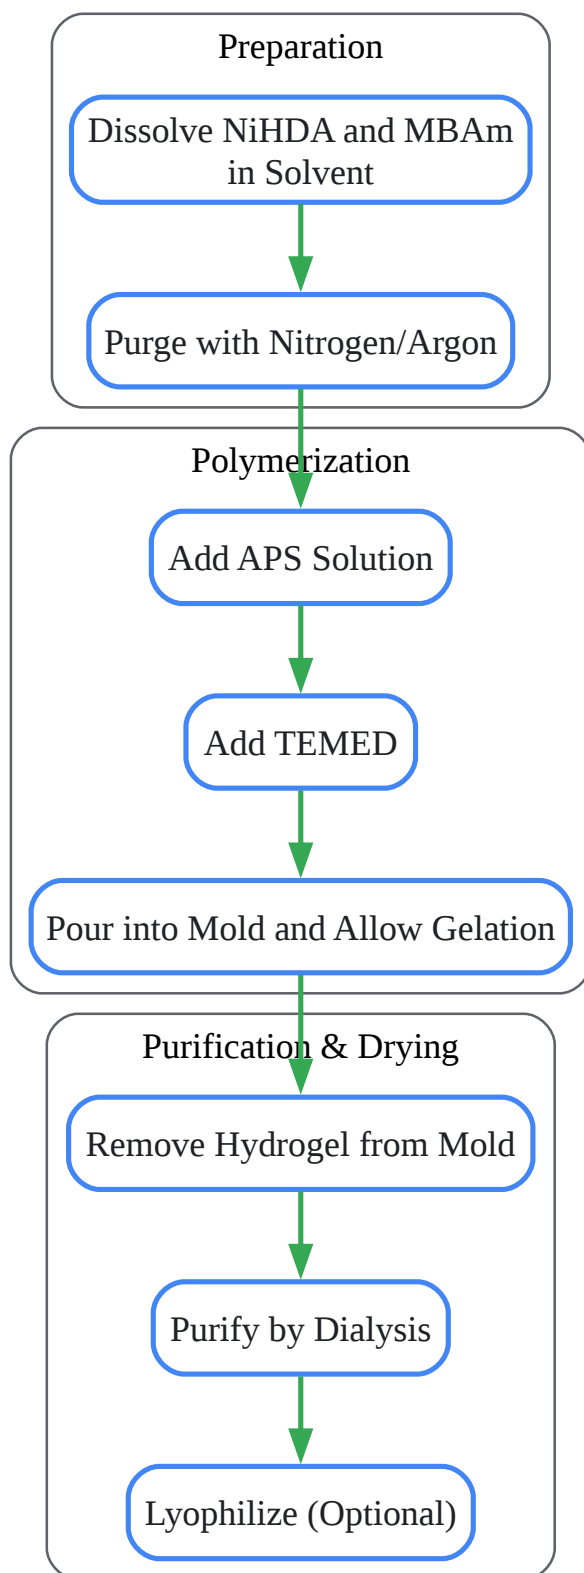 Preparation
Dissolve NiHDA and MBAm
in Solvent
Purge with Nitrogen/Argon
Polymerization
Add APS Solution
Add TEMED
Pour into Mold and Allow Gelation
Purification & Drying
Remove Hydrogel from Mold
Purify by Dialysis
Lyophilize (Optional)